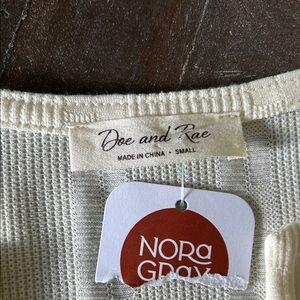 Doe and Rae
MADE IN CHINA • SMALL
NORa
GRay